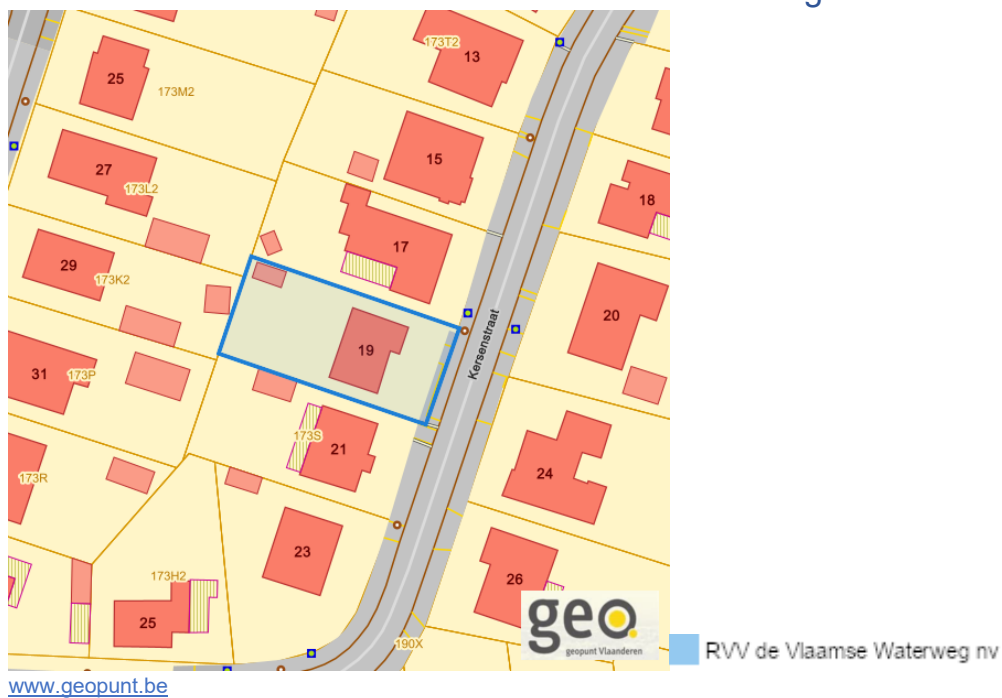 g
173T2
13
25
173M2
15
27
173L2
18
17
29
173K2
20
Kersenstraat
19
31
173P
173S
21
24
173R
23
26
173H2
25
190X
geo.
geopunt Vlaanderen
RVV de Vlaamse Waterweg nv
www.geopunt.be